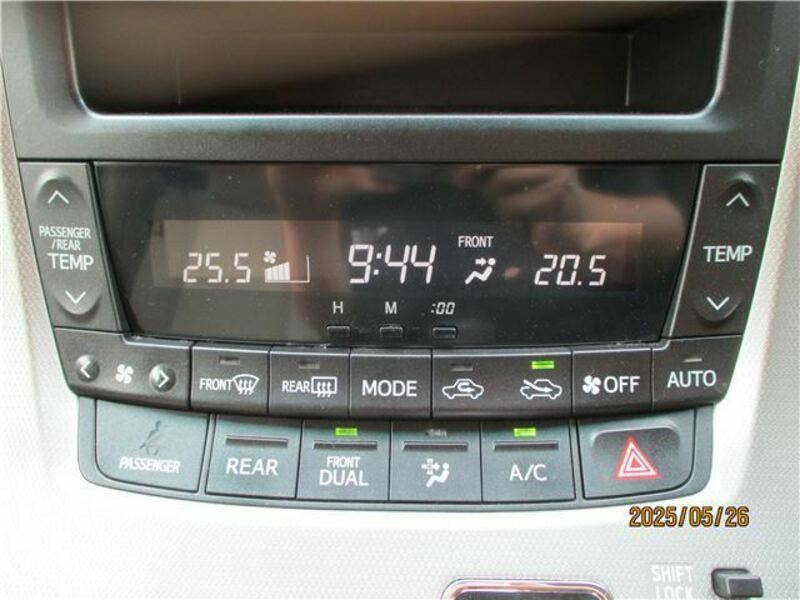 PASSENGER
/REAR
TEMP
25.5
9:44
FRONT
20.5
TEMP
H M :00
FRONT
REAR
MODE
OFF
AUTO
PASSENGER
REAR
FRONT
DUAL
A/C
2025/05/26
SHIFT
LOCK